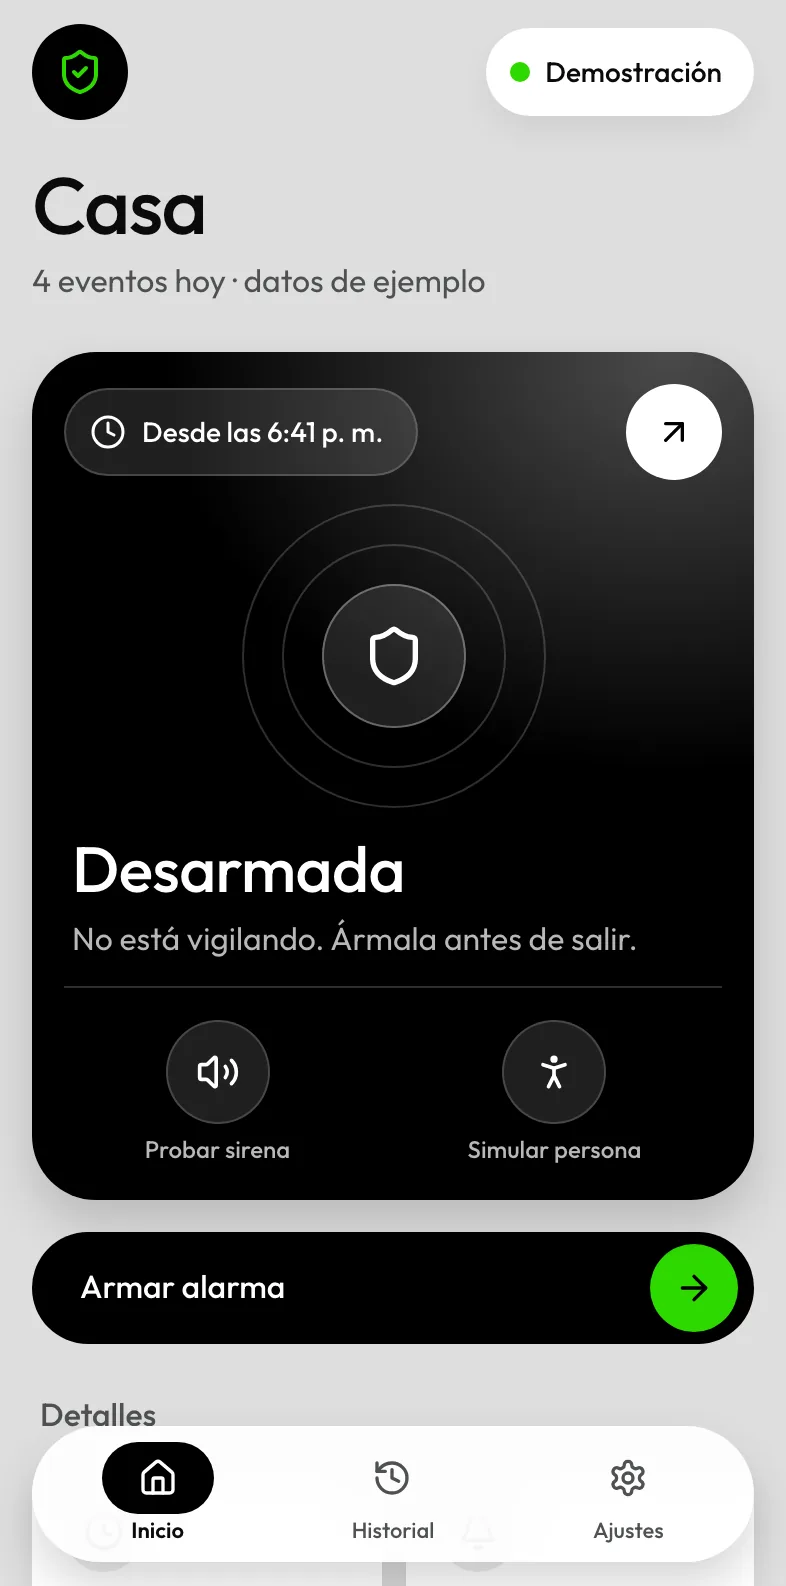 Demostración
Casa
4 eventos hoy · datos de ejemplo
Desde las 6:41 p. m.
Desarmada
No está vigilando. Ármala antes de salir.
Probar sirena
Simular persona
Armar alarma
Detalles
Inicio
Historial
Ajustes